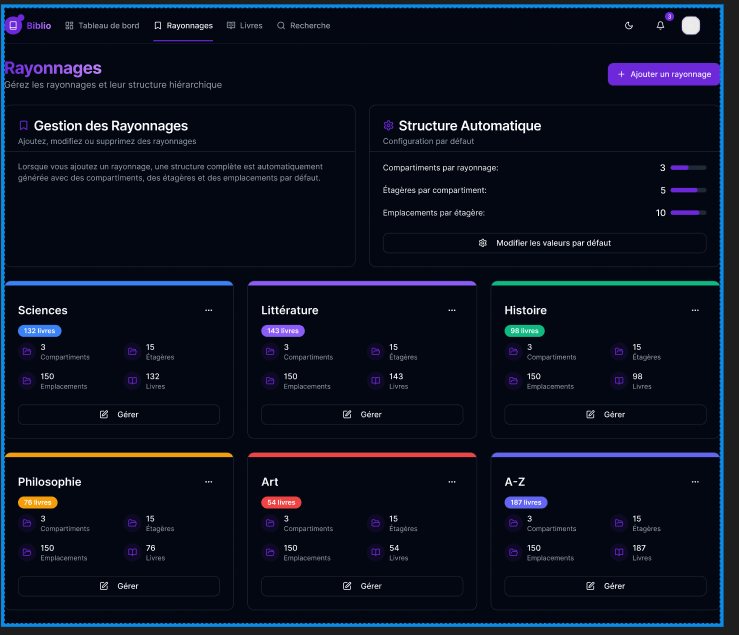 Biblio Tableau de bord Rayonnages Livres Recherche 3
Rayonnages
Gérez les rayonnages et leur structure hiérarchique
+ Ajouter un rayonnage
Gestion des Rayonnages
Ajoutez, modifiez ou supprimez des rayonnages
Lorsque vous ajoutez un rayonnage, une structure complète est automatiquement
générée avec des compartiments, des étagères et des emplacements par défaut.
Structure Automatique
Configuration par défaut
Compartiments par rayonnage: 3
Étagères par compartiment: 5
Emplacements par étagère: 10
Modifier les valeurs par défaut
Sciences ...
132 livres
3 15
Compartiments Étagères
150 132
Emplacements Livres
Gérer
Littérature ...
143 livres
3 15
Compartiments Étagères
150 143
Emplacements Livres
Gérer
Histoire ...
98 livres
3 15
Compartiments Étagères
150 98
Emplacements Livres
Gérer
Philosophie ...
76 livres
3 15
Compartiments Étagères
150 76
Emplacements Livres
Gérer
Art ...
54 livres
3 15
Compartiments Étagères
150 54
Emplacements Livres
Gérer
A-Z ...
187 livres
3 15
Compartiments Étagères
150 187
Emplacements Livres
Gérer